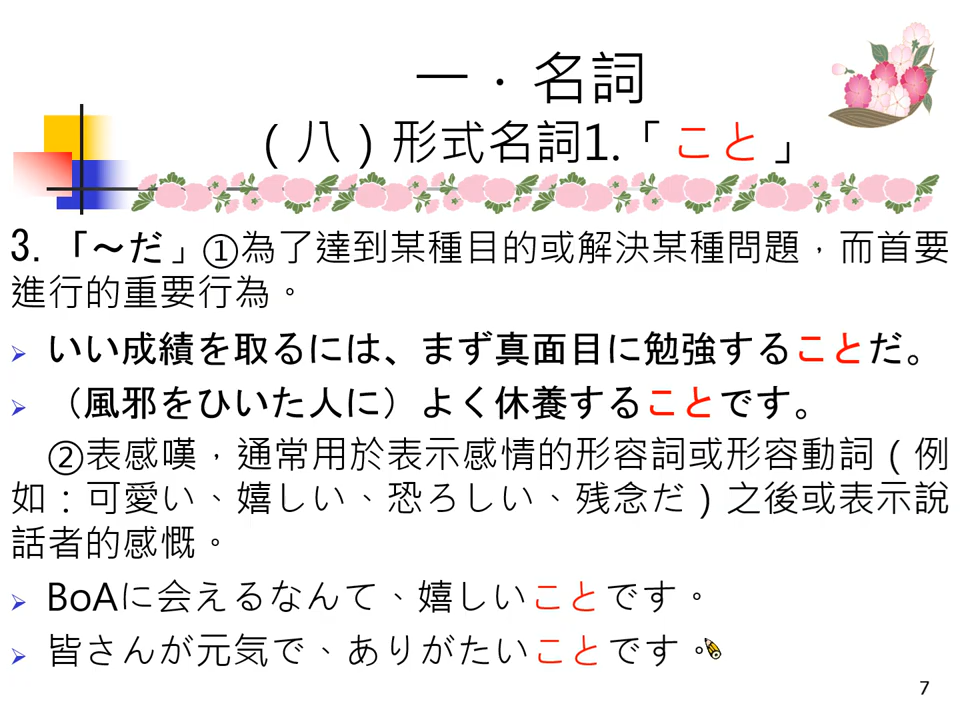 一．名詞
（八）形式名詞1.「こと」
3.「～だ」①為了達到某種目的或解決某種問題，而首要
進行的重要行為。
いい成績を取るには、まず真面目に勉強することだ。
（風邪をひいた人に）よく休養することです。
②表感嘆，通常用於表示感情的形容詞或形容動詞（例
如：可愛い、嬉しい、恐ろしい、残念だ）之後或表示說
話者的感慨。
BoAに会えるなんて、嬉しいことです。
皆さんが元気で、ありがたいことです。
7